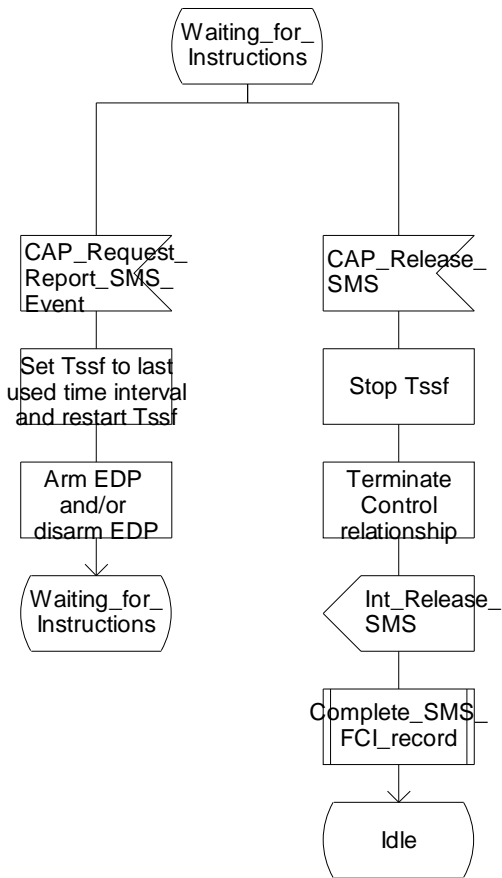 Waiting_for_
Instructions
CAP_Request_
Report_SMS_
Event
Set Tssf to last
used time interval
and restart Tssf
Arm EDP
and/or
disarm EDP
Waiting_for_
Instructions
CAP_Release_
SMS
Stop Tssf
Terminate
Control
relationship
Int_Release_
SMS
Complete_SMS_
FCI_record
Idle